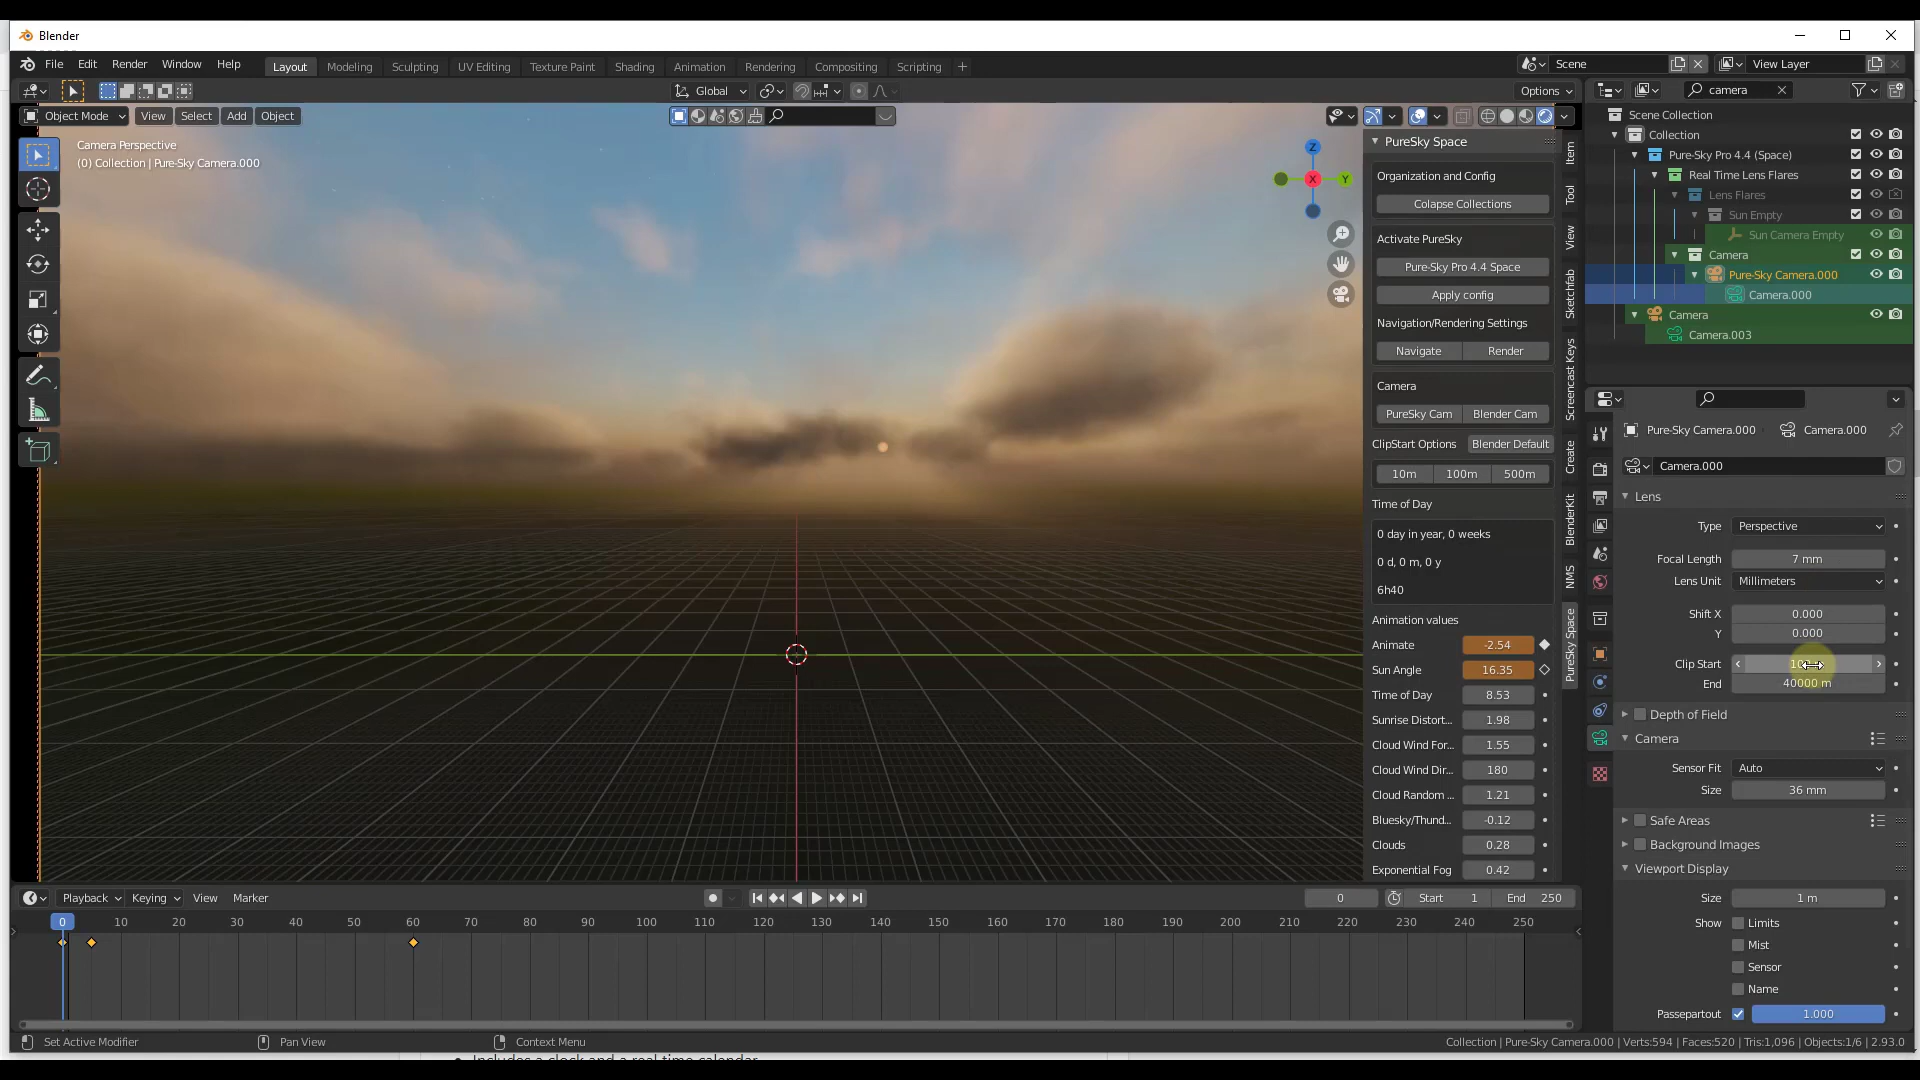 Blender
File Edit Render Window Help
Layout Modeling Sculpting UV Editing Texture Paint Shading Animation Rendering Compositing Scripting +
Scene
View Layer
Global
Options
camera
Object Mode
View Select Add Object
Camera Perspective
(0) Collection | Pure-Sky Camera.000
Z
X
Y
PureSky Space
Organization and Config
Colapse Collections
Activate PureSky
Pure-Sky Pro 4.4 Space
Apply config
Navigation/Rendering Settings
Navigate Render
Camera
PureSky Cam Blender Cam
ClipStart Options Blender Default
10m 100m 500m
Time of Day
0 day in year, 0 weeks
0 d, 0 m, 0 y
6h40
Animation values
Animate -2.54
Sun Angle 16.35
Time of Day 8.53
Sunrise Distort... 1.98
Cloud Wind For... 1.55
Cloud Wind Dir... 180
Cloud Random ... 1.21
Bluesky/Thund... -0.12
Clouds 0.28
Exponential Fog 0.42
Item
Tool
View
Sketchfab
Screencast Keys
Create
BlenderKit
NMS
PureSky Space
Scene Collection
Collection
Pure-Sky Pro 4.4 (Space)
Real Time Lens Flares
Lens Flares
Sun Empty
Sun Camera Empty
Camera
Pure-Sky Camera.000
Camera.000
Camera
Camera.003
Pure-Sky Camera.000 Camera.000
Camera.000
Lens
Type Perspective
Focal Length 7 mm
Lens Unit Millimeters
Shift X 0.000
Y 0.000
Clip Start
End 40000 m
Depth of Field
Camera
Sensor Fit Auto
Size 36 mm
Safe Areas
Background Images
Viewport Display
Size 1 m
Show Limits
Mist
Sensor
Name
Passepartout 1.000
Playback Keying View Marker
0 Start 1 End 250
0 10 20 30 40 50 60 70 80 90 100 110 120 130 140 150 160 170 180 190 200 210 220 230 240 250
Set Active Modifier Pan View Context Menu
Collection | Pure-Sky Camera.000 | Verts:594 | Faces:520 | Tris:1,096 | Objects:1/6 | 2.93.0
Includes a clock and a real time calendar